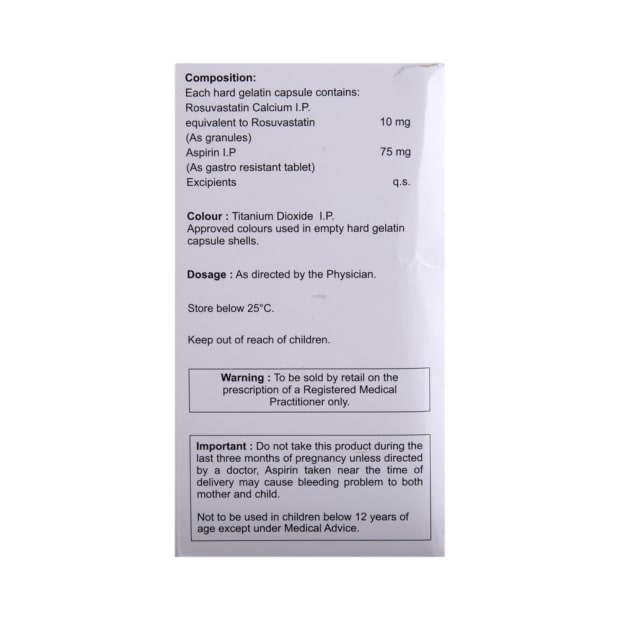 Composition:
Each hard gelatin capsule contains:
Rosuvastatin Calcium I.P.
equivalent to Rosuvastatin 10 mg
(As granules)
Aspirin I.P 75 mg
(As gastro resistant tablet)
Excipients q.s.
Colour : Titanium Dioxide I.P.
Approved colours used in empty hard gelatin
capsule shells.
Dosage : As directed by the Physician.
Store below 25°C.
Keep out of reach of children.
Warning : To be sold by retail on the
prescription of a Registered Medical
Practitioner only.
Important : Do not take this product during the
last three months of pregnancy unless directed
by a doctor, Aspirin taken near the time of
delivery may cause bleeding problem to both
mother and child.
Not to be used in children below 12 years of
age except under Medical Advice.